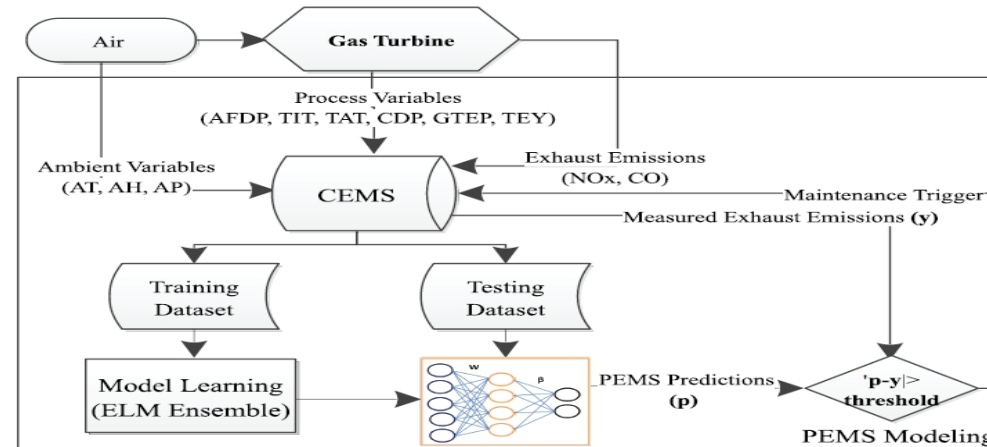 Air
Gas Turbine
Process Variables
(AFDP, TIT, TAT, CDP, GTEP, TEY)
Ambient Variables
(AT, AH, AP)
Exhaust Emissions
(NOx, CO)
CEMS
Maintenance Trigger
Measured Exhaust Emissions (y)
Training
Dataset
Testing
Dataset
Model Learning
(ELM Ensemble)
W
β
PEMS Predictions
(p)
'p-y|>
threshold
PEMS Modeling